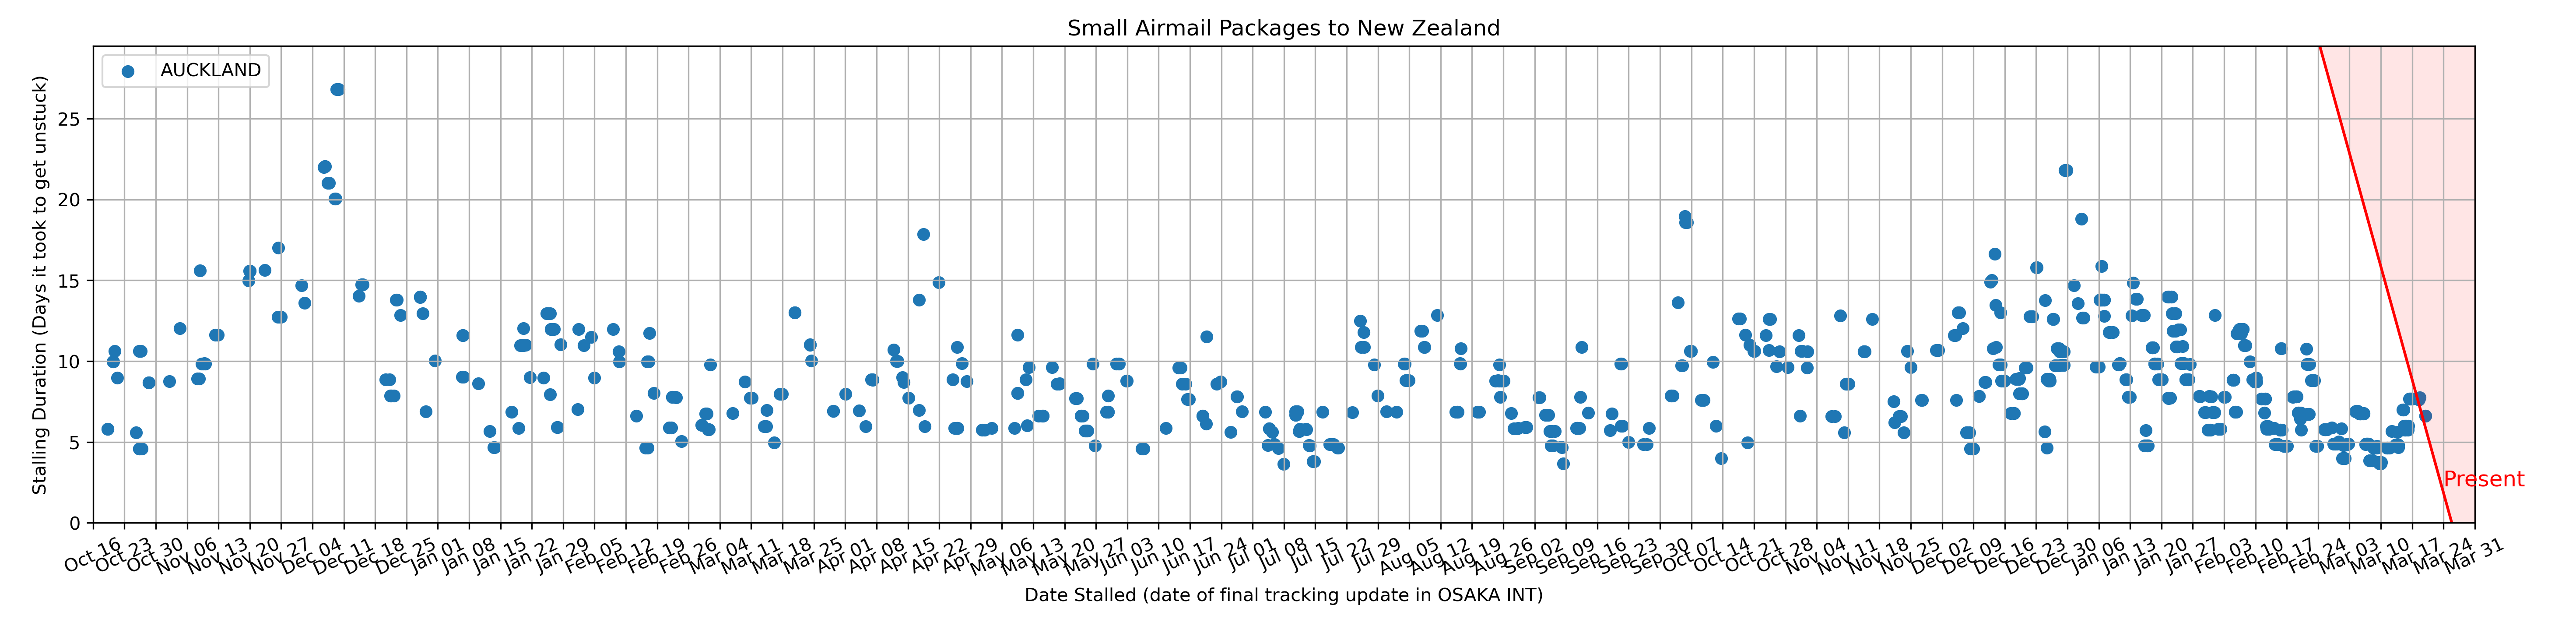 Small Airmail Packages to New Zealand
AUCKLAND
Stalling Duration (Days it took to get unstuck)
25
20
15
10
5
0
Present
Oct 16
Oct 23
Oct 30
Nov 06
Nov 13
Nov 20
Nov 27
Dec 04
Dec 11
Dec 18
Dec 25
Jan 01
Jan 08
Jan 15
Jan 22
Jan 29
Feb 05
Feb 12
Feb 19
Feb 26
Mar 04
Mar 11
Mar 18
Mar 25
Apr 01
Apr 08
Apr 15
Apr 22
Apr 29
May 06
May 13
May 20
May 27
Jun 03
Jun 10
Jun 17
Jun 24
Jul 01
Jul 08
Jul 15
Jul 22
Jul 29
Aug 05
Aug 12
Aug 19
Aug 26
Sep 02
Sep 09
Sep 16
Sep 23
Sep 30
Oct 07
Oct 14
Oct 21
Oct 28
Nov 04
Nov 11
Nov 18
Nov 25
Dec 02
Dec 09
Dec 16
Dec 23
Dec 30
Jan 06
Jan 13
Jan 20
Jan 27
Feb 03
Feb 10
Feb 17
Feb 24
Mar 03
Mar 10
Mar 17
Mar 24
Mar 31
Date Stalled (date of final tracking update in OSAKA INT)